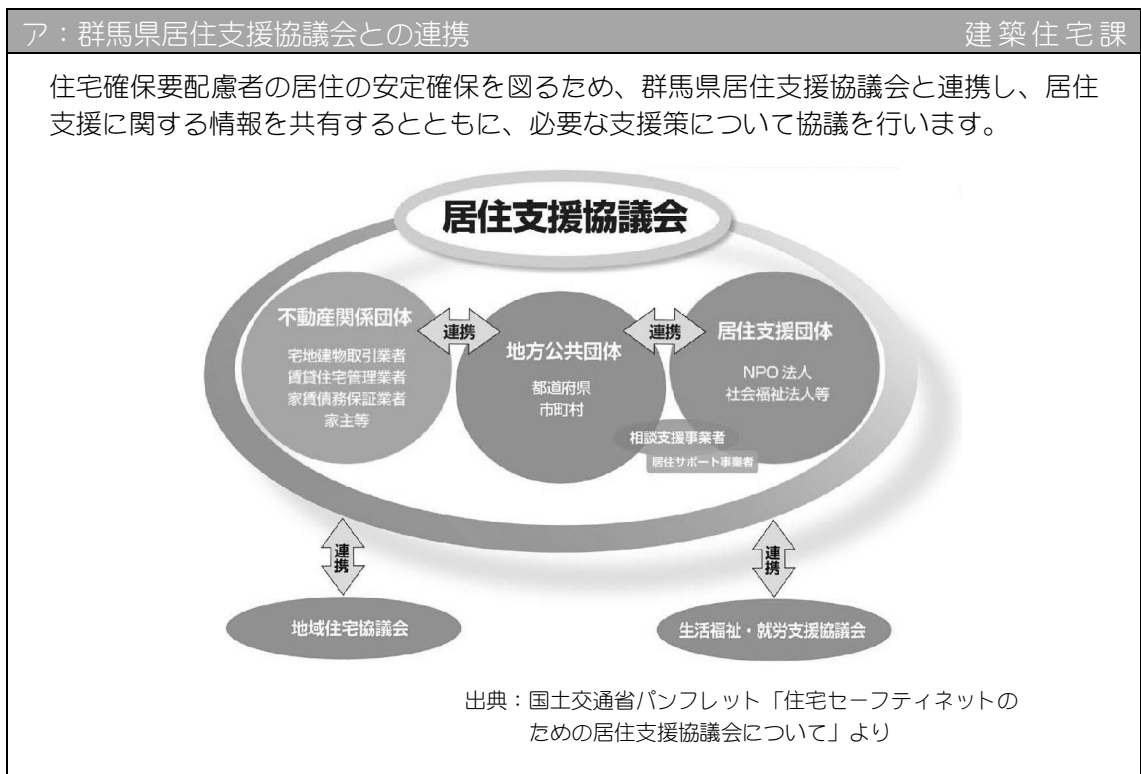 ア：群馬県居住支援協議会との連携 建築住宅課
住宅確保要配慮者の居住の安定確保を図るため、群馬県居住支援協議会と連携し、居住
支援に関する情報を共有するとともに、必要な支援策について協議を行います。
居住支援協議会
不動産関係団体
宅地建物取引業者
賃貸住宅管理業者
家賃債務保証業者
家主等
連携
地方公共団体
都道府県
市町村
連携
居住支援団体
NPO 法人
社会福祉法人等
相談支援事業者
居住サポート事業者
連携
連携
地域住宅協議会
生活福祉・就労支援協議会
出典：国土交通省パンフレット「住宅セーフティネットの
ための居住支援協議会について」より